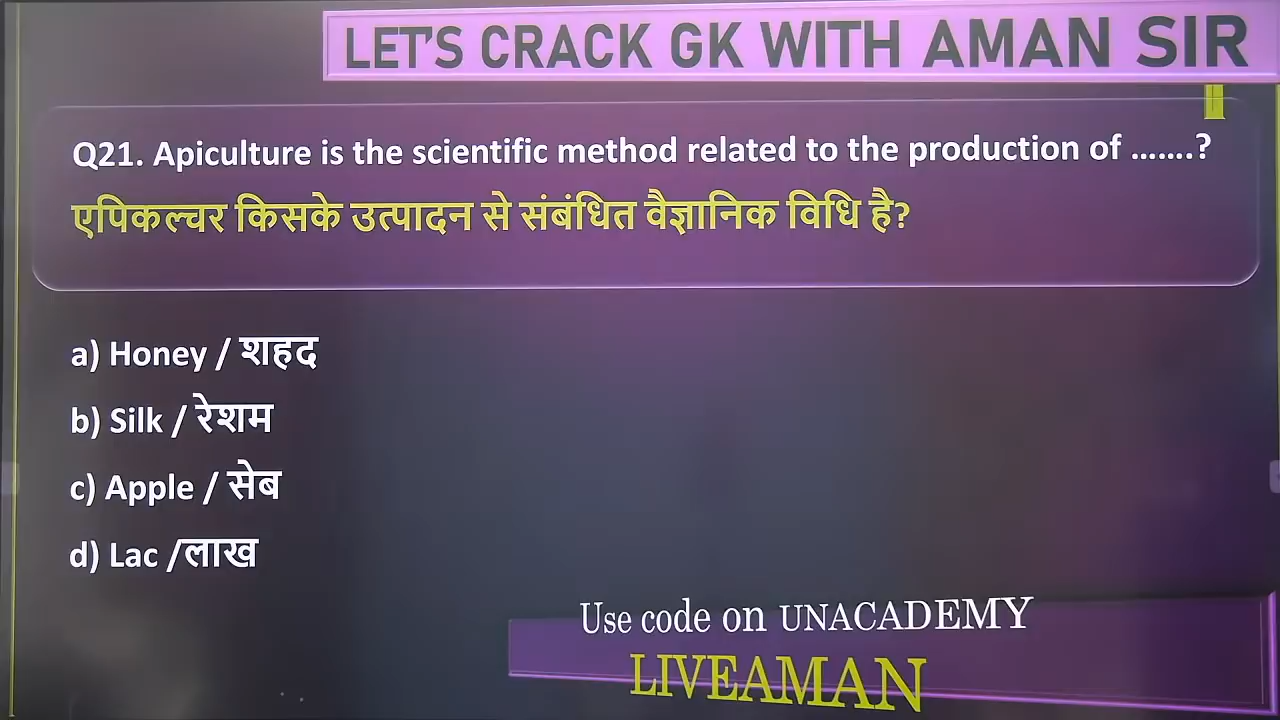 LET'S CRACK GK WITH AMAN SIR
Q21. Apiculture is the scientific method related to the production of …….?
एपिकल्चर किसके उत्पादन से संबंधित वैज्ञानिक विधि है?
a) Honey / शहद
b) Silk / रेशम
c) Apple / सेब
d) Lac /लाख
Use code on UNACADEMY
LIVEAMAN